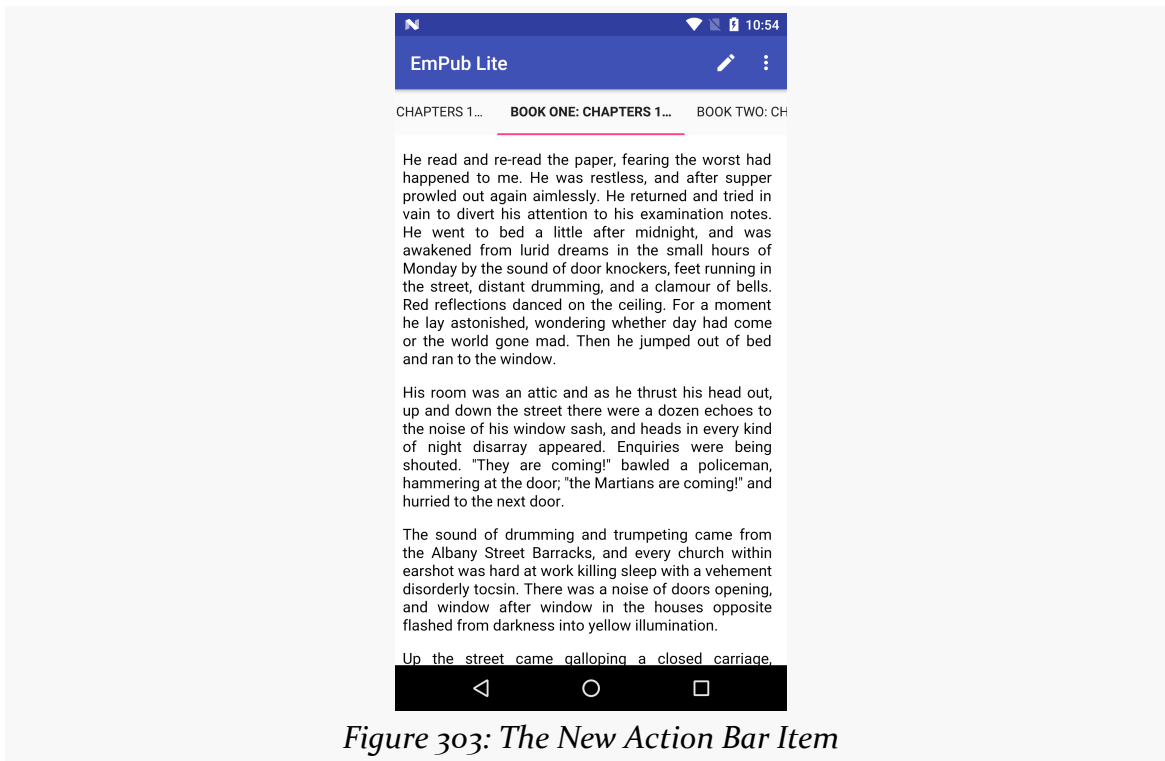 10:54
EmPub Lite
CHAPTERS 1... BOOK ONE: CHAPTERS 1... BOOK TWO: CH
He read and re-read the paper, fearing the worst had
happened to me. He was restless, and after supper
prowled out again aimlessly. He returned and tried in
vain to divert his attention to his examination notes.
He went to bed a little after midnight, and was
awakened from lurid dreams in the small hours of
Monday by the sound of door knockers, feet running in
the street, distant drumming, and a clamour of bells.
Red reflections danced on the ceiling. For a moment
he lay astonished, wondering whether day had come
or the world gone mad. Then he jumped out of bed
and ran to the window.
His room was an attic and as he thrust his head out,
up and down the street there were a dozen echoes to
the noise of his window sash, and heads in every kind
of night disarray appeared. Enquiries were being
shouted. "They are coming!" bawled a policeman,
hammering at the door; "the Martians are coming!" and
hurried to the next door.
The sound of drumming and trumpeting came from
the Albany Street Barracks, and every church within
earshot was hard at work killing sleep with a vehement
disorderly tocsin. There was a noise of doors opening,
and window after window in the houses opposite
flashed from darkness into yellow illumination.
Up the street came galloping a closed carriage,
Figure 303: The New Action Bar Item